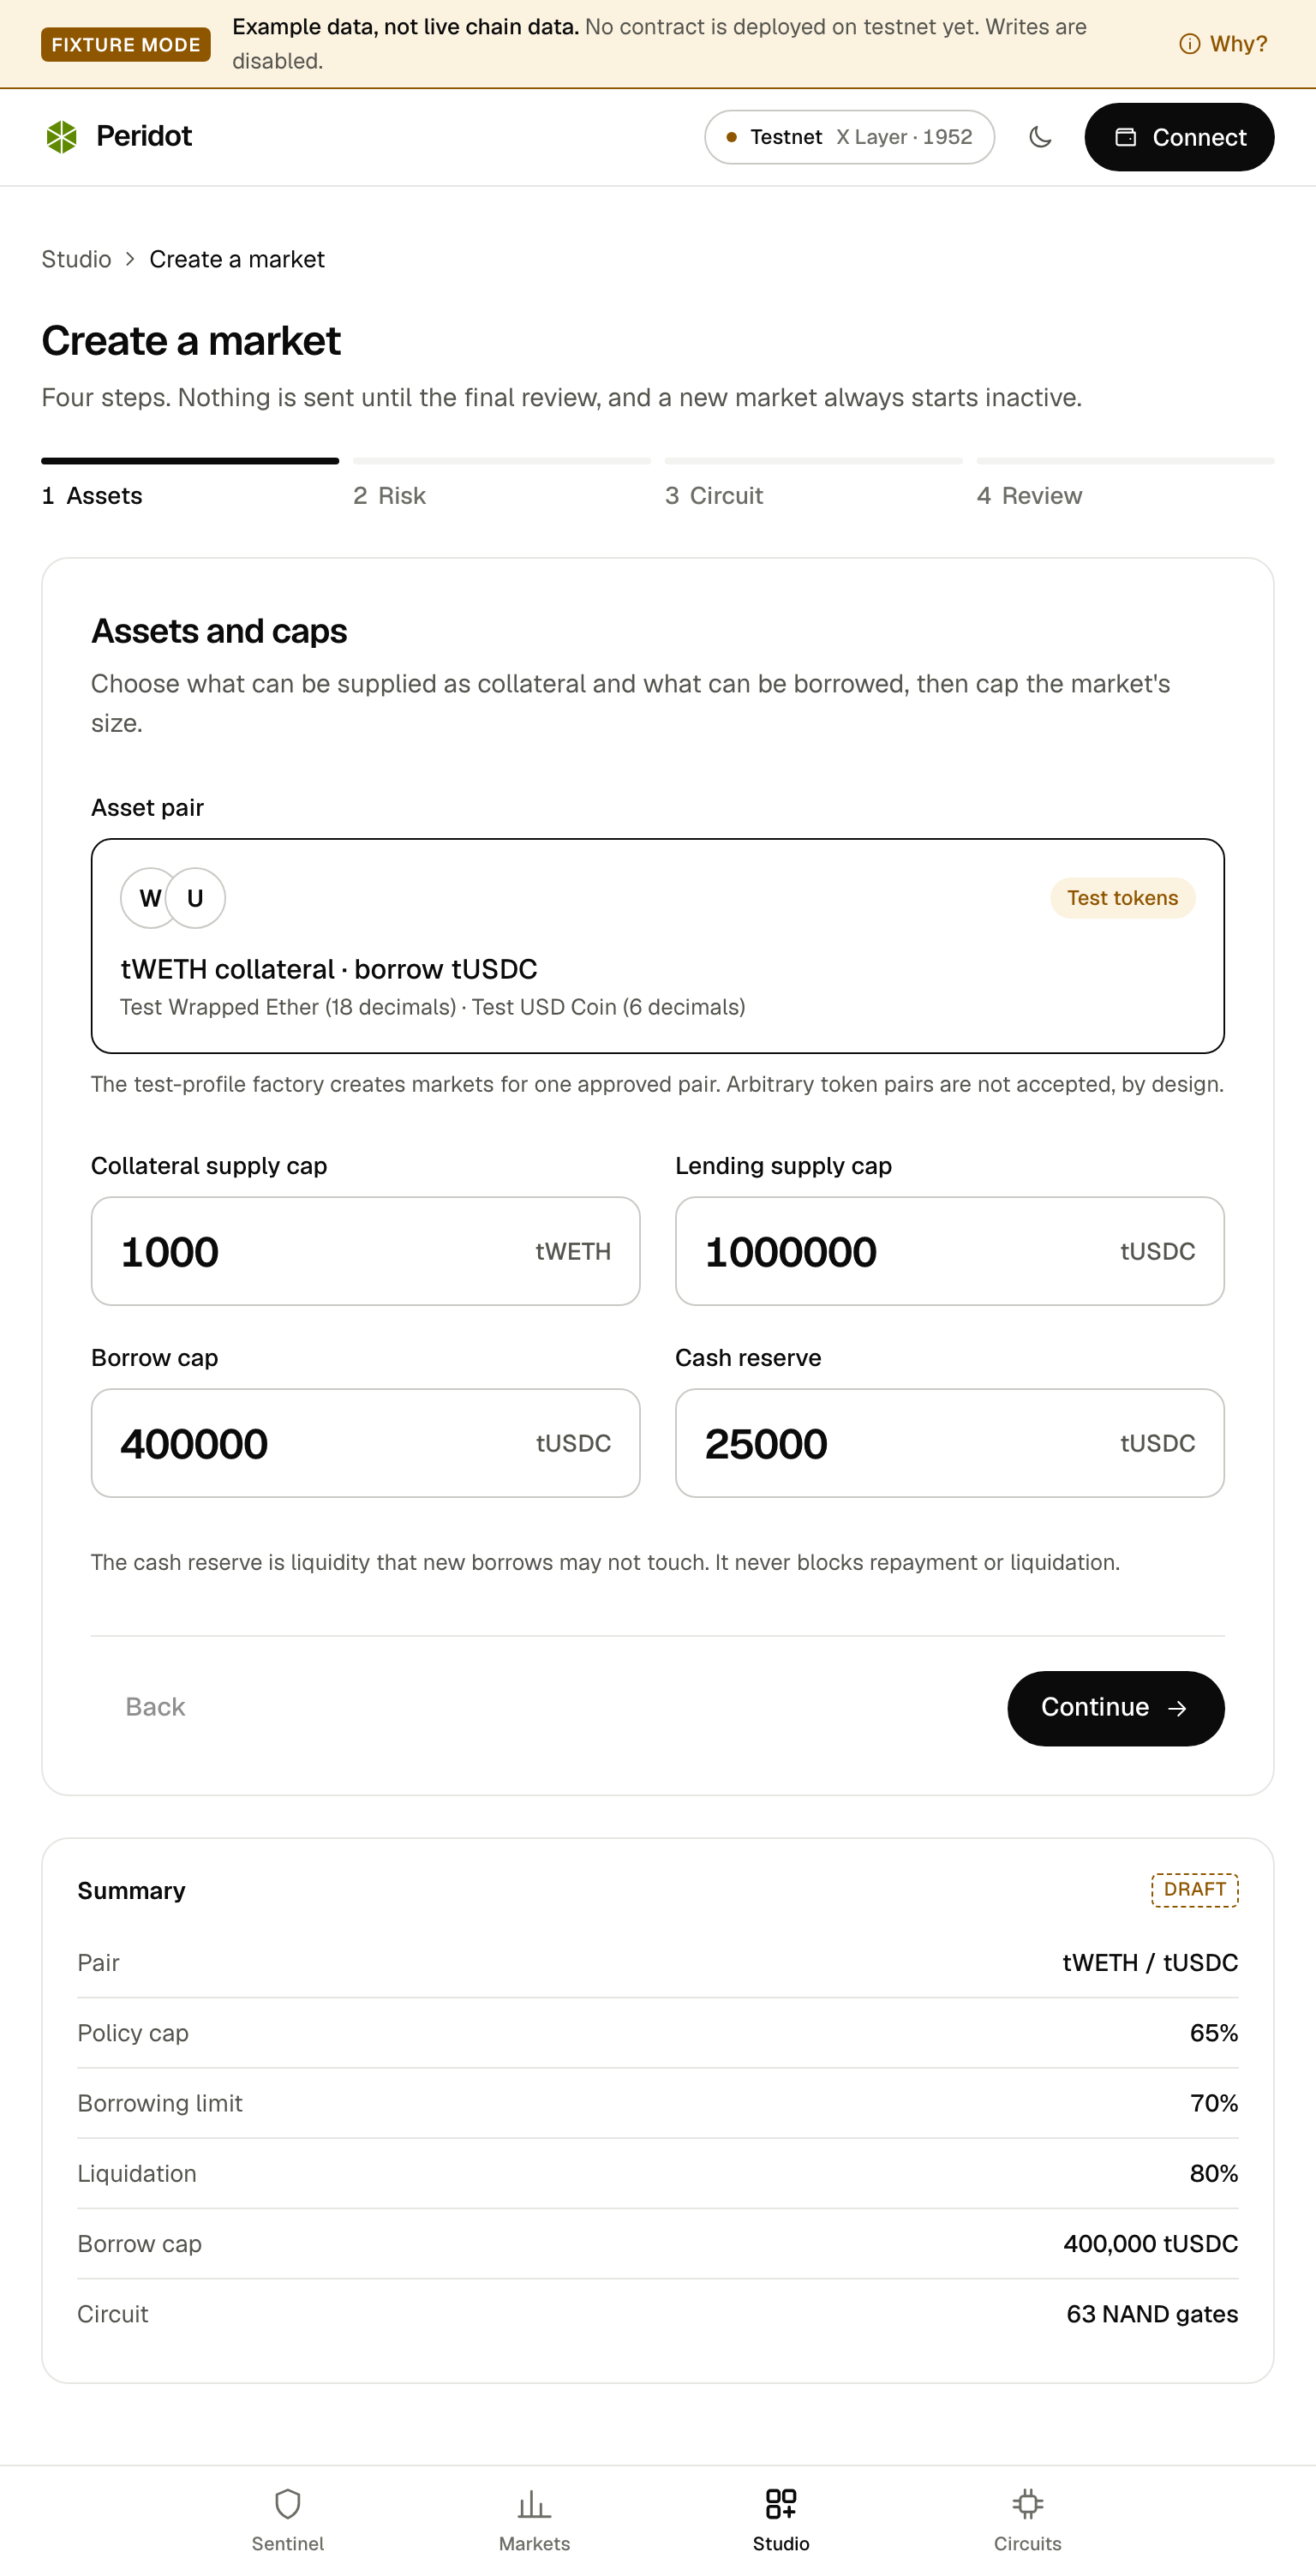 FIXTURE MODE
Example data, not live chain data. No contract is deployed on testnet yet. Writes are
disabled.
Why?
Peridot
Testnet X Layer · 1952
Connect
Studio > Create a market
Create a market
Four steps. Nothing is sent until the final review, and a new market always starts inactive.
1 Assets
2 Risk
3 Circuit
4 Review
Assets and caps
Choose what can be supplied as collateral and what can be borrowed, then cap the market's
size.
Asset pair
W U
Test tokens
tWETH collateral · borrow tUSDC
Test Wrapped Ether (18 decimals) · Test USD Coin (6 decimals)
The test-profile factory creates markets for one approved pair. Arbitrary token pairs are not accepted, by design.
Collateral supply cap
1000 tWETH
Lending supply cap
1000000 tUSDC
Borrow cap
400000 tUSDC
Cash reserve
25000 tUSDC
The cash reserve is liquidity that new borrows may not touch. It never blocks repayment or liquidation.
Back
Continue →
Summary
DRAFT
Pair tWETH / tUSDC
Policy cap 65%
Borrowing limit 70%
Liquidation 80%
Borrow cap 400,000 tUSDC
Circuit 63 NAND gates
Sentinel
Markets
Studio
Circuits